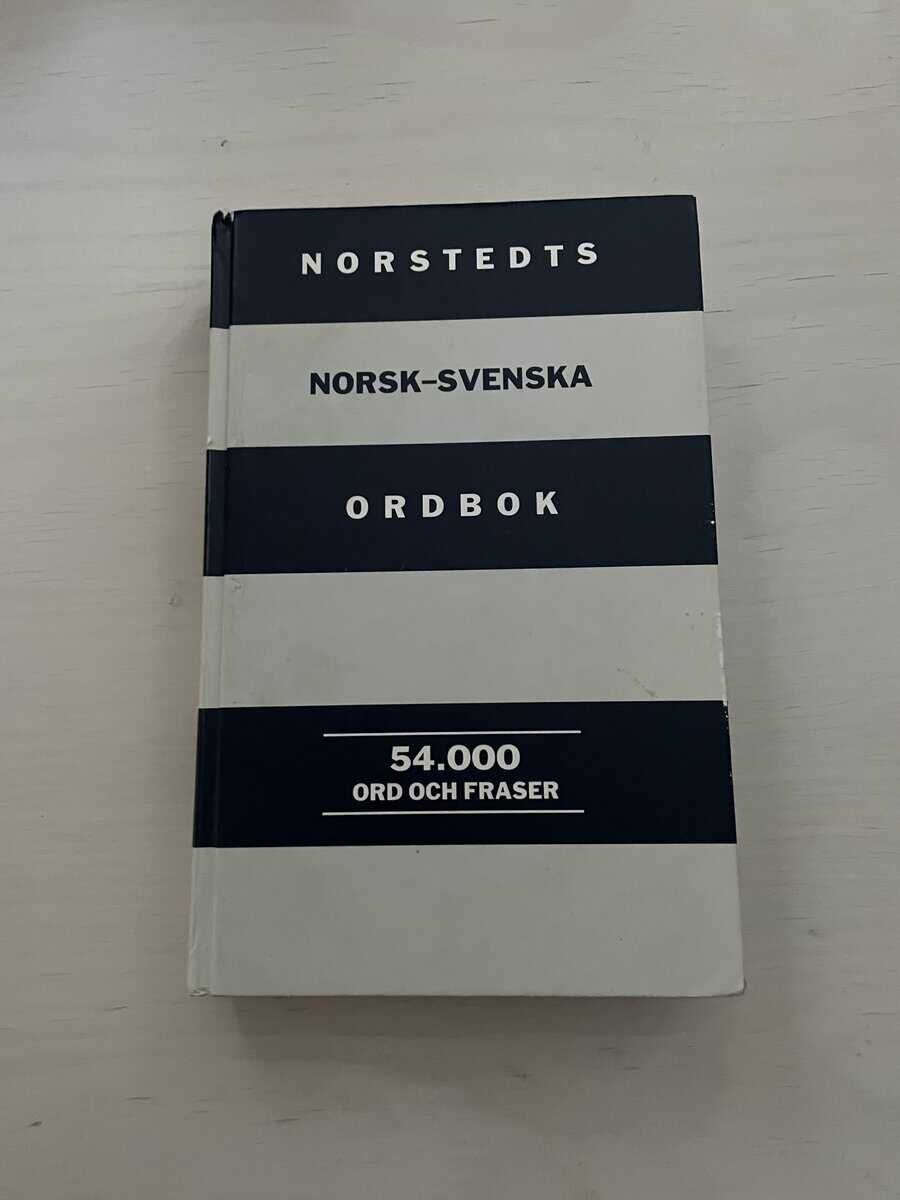 NORSTEDTS
NORSK–SVENSKA
ORDBOK
54.000
ORD OCH FRASER